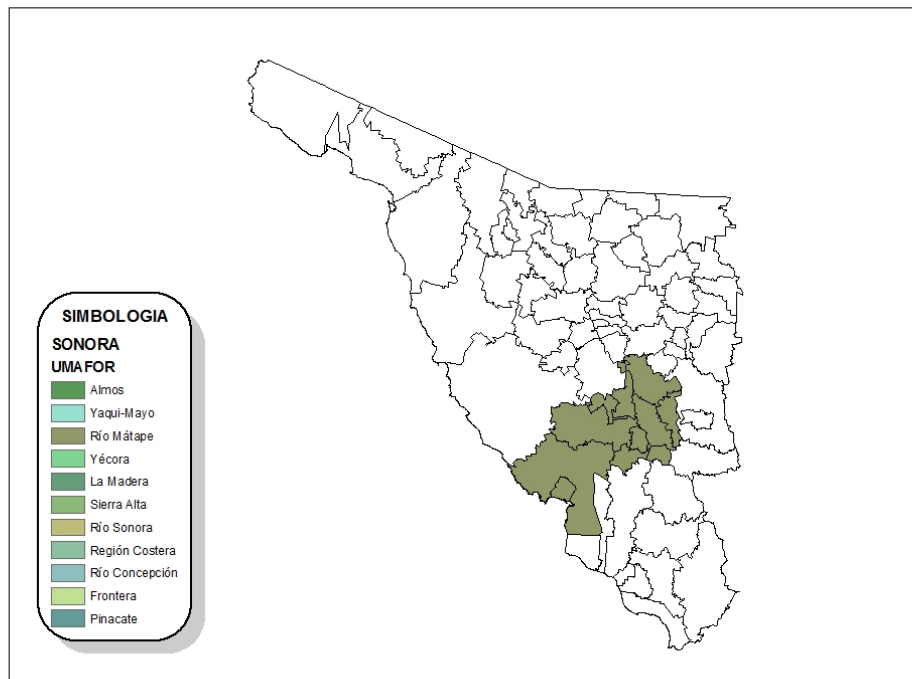 SIMBOLOGIA
SONORA
UMAFOR
Almos
Yaqui-Mayo
Río Mátape
Yécora
La Madera
Sierra Alta
Río Sonora
Región Costera
Río Concepción
Frontera
Pinacate